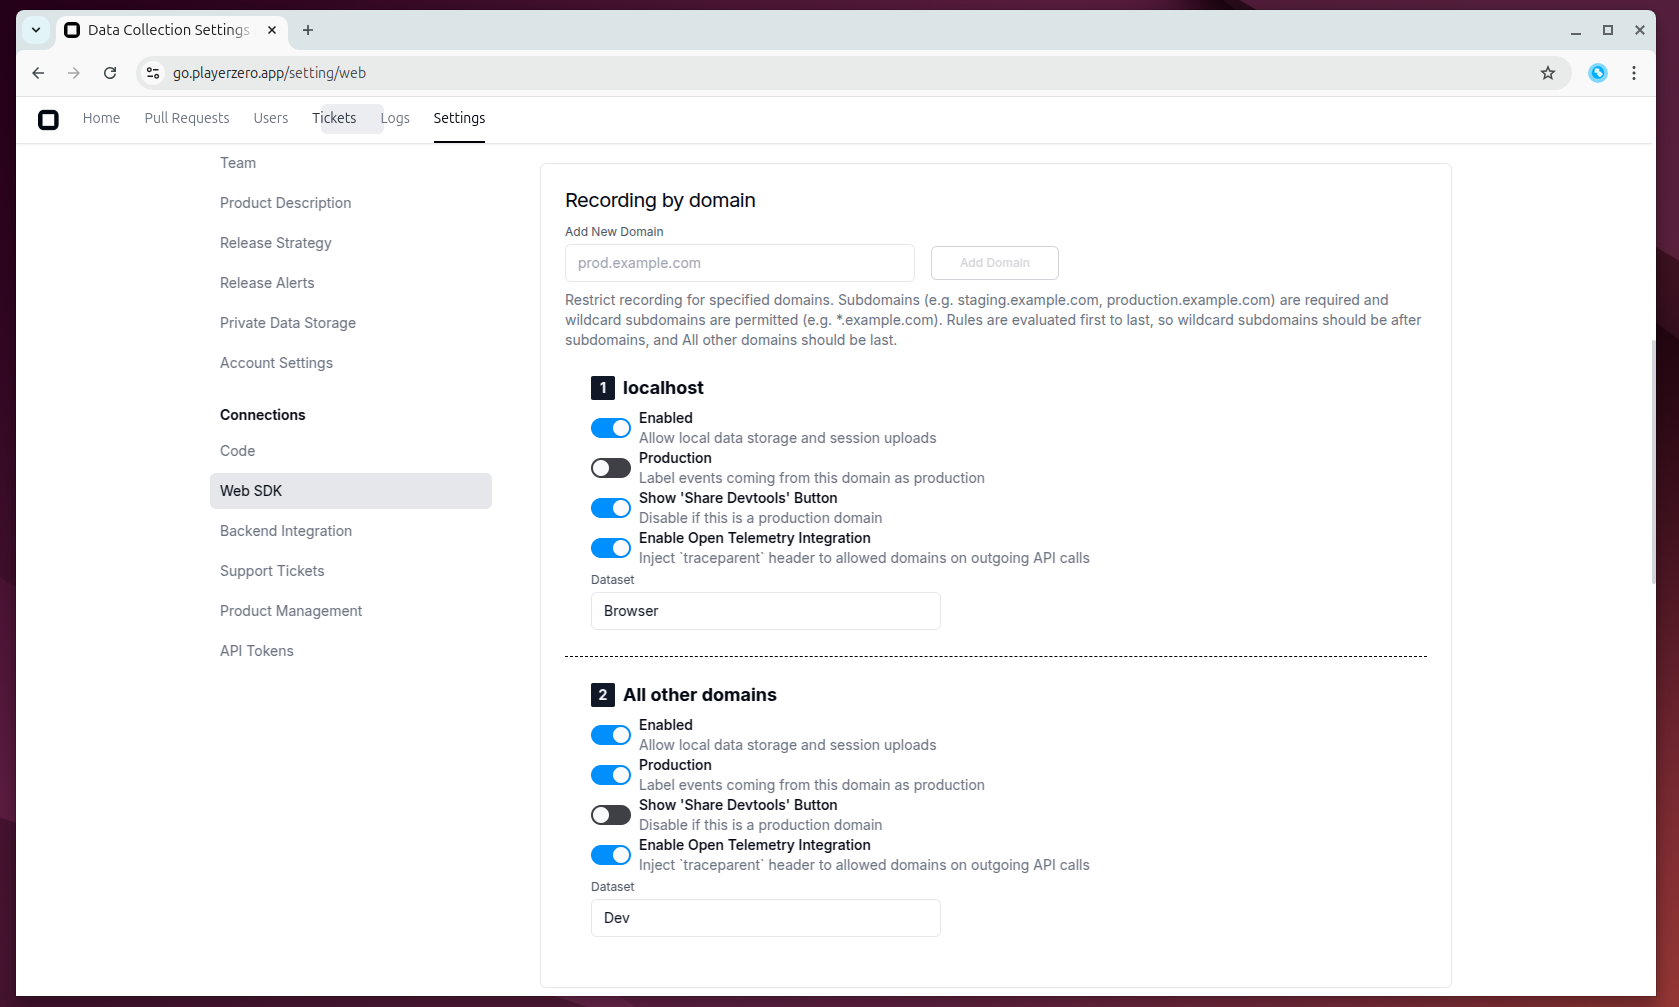 Data Collection Settings
go.playerzero.app/setting/web
Home Pull Requests Users Tickets Logs Settings
Team
Product Description
Release Strategy
Release Alerts
Private Data Storage
Account Settings
Connections
Code
Web SDK
Backend Integration
Support Tickets
Product Management
API Tokens
Recording by domain
Add New Domain
prod.example.com
Add Domain
Restrict recording for specified domains. Subdomains (e.g. staging.example.com, production.example.com) are required and
wildcard subdomains are permitted (e.g. *.example.com). Rules are evaluated first to last, so wildcard subdomains should be after
subdomains, and All other domains should be last.
1 localhost
Enabled
Allow local data storage and session uploads
Production
Label events coming from this domain as production
Show 'Share Devtools' Button
Disable if this is a production domain
Enable Open Telemetry Integration
Inject `traceparent` header to allowed domains on outgoing API calls
Dataset
Browser
2 All other domains
Enabled
Allow local data storage and session uploads
Production
Label events coming from this domain as production
Show 'Share Devtools' Button
Disable if this is a production domain
Enable Open Telemetry Integration
Inject `traceparent` header to allowed domains on outgoing API calls
Dataset
Dev